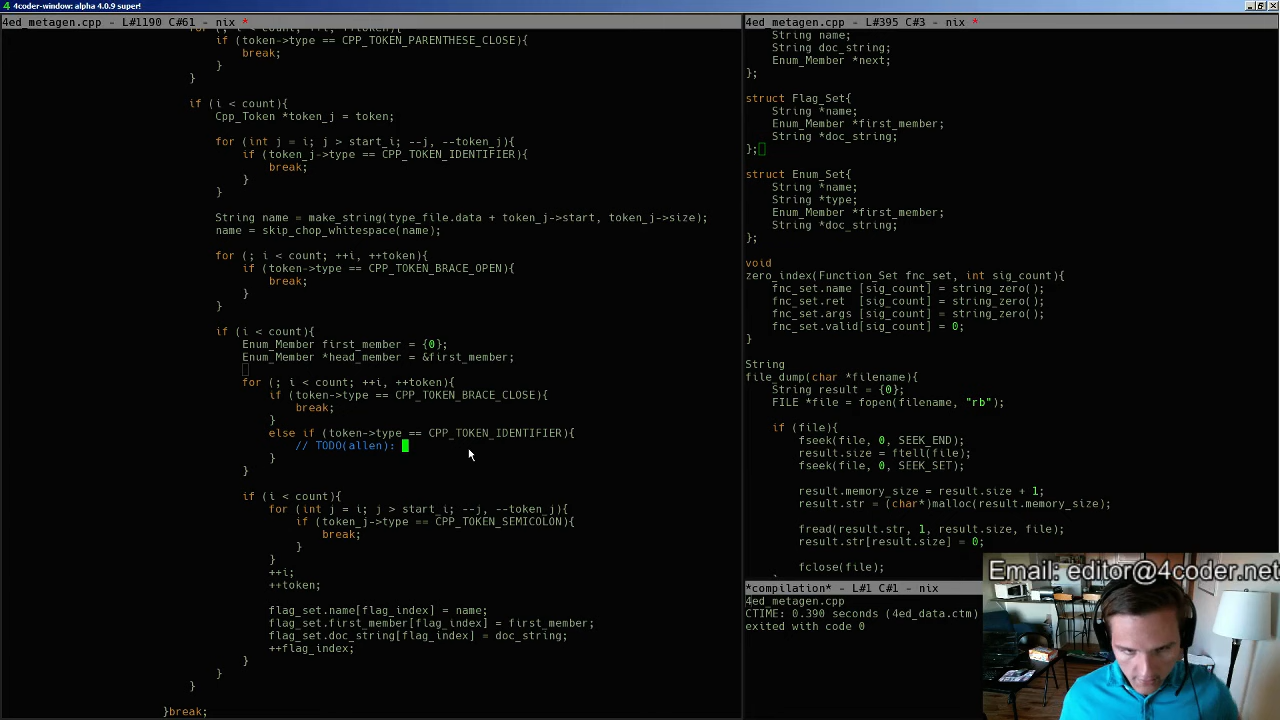 4coder-window: alpha 4.0.9 super!
4ed_metagen.cpp - L#1190 C#61 - nix *
for (; i < count; ++i, ++token){
if (token->type == CPP_TOKEN_PARENTHESE_CLOSE){
break;
}
}
if (i < count){
Cpp_Token *token_j = token;
for (int j = i; j > start_i; --j, --token_j){
if (token_j->type == CPP_TOKEN_IDENTIFIER){
break;
}
}
String name = make_string(type_file.data + token_j->start, token_j->size);
name = skip_chop_whitespace(name);
for (; i < count; ++i, ++token){
if (token->type == CPP_TOKEN_BRACE_OPEN){
break;
}
}
if (i < count){
Enum_Member first_member = {0};
Enum_Member *head_member = &first_member;
for (; i < count; ++i, ++token){
if (token->type == CPP_TOKEN_BRACE_CLOSE){
break;
}
else if (token->type == CPP_TOKEN_IDENTIFIER){
// TODO(allen):
}
}
if (i < count){
for (int j = i; j > start_i; --j, --token_j){
if (token_j->type == CPP_TOKEN_SEMICOLON){
break;
}
}
++i;
++token;
flag_set.name[flag_index] = name;
flag_set.first_member[flag_index] = first_member;
flag_set.doc_string[flag_index] = doc_string;
++flag_index;
}
}
}
}break;
4ed_metagen.cpp - L#395 C#3 - nix *
String name;
String doc_string;
Enum_Member *next;
};
struct Flag_Set{
String *name;
Enum_Member *first_member;
String *doc_string;
};
struct Enum_Set{
String *name;
String *type;
Enum_Member *first_member;
String *doc_string;
};
void
zero_index(Function_Set fnc_set, int sig_count){
fnc_set.name [sig_count] = string_zero();
fnc_set.ret  [sig_count] = string_zero();
fnc_set.args [sig_count] = string_zero();
fnc_set.valid[sig_count] = 0;
}
String
file_dump(char *filename){
String result = {0};
FILE *file = fopen(filename, "rb");
if (file){
fseek(file, 0, SEEK_END);
result.size = ftell(file);
fseek(file, 0, SEEK_SET);
result.memory_size = result.size + 1;
result.str = (char*)malloc(result.memory_size);
fread(result.str, 1, result.size, file);
result.str[result.size] = 0;
fclose(file);
*compilation* - L#1 C#1 - nix
4ed_metagen.cpp
CTIME: 0.390 seconds (4ed_data.ctm)
exited with code 0
Email: editor@4coder.net